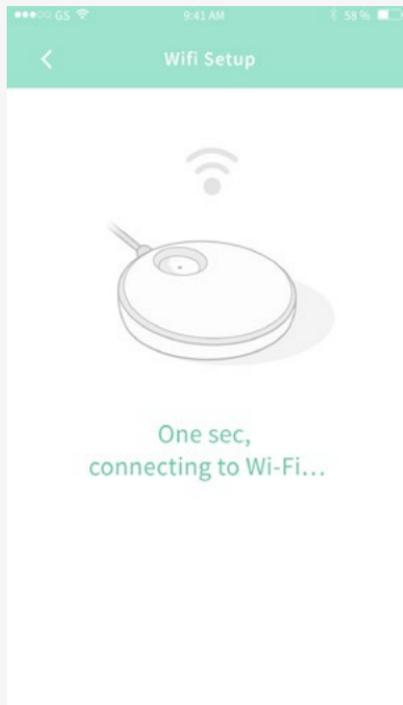 GS 9:41 AM 58 %
Wifi Setup
One sec,
connecting to Wi-Fi...